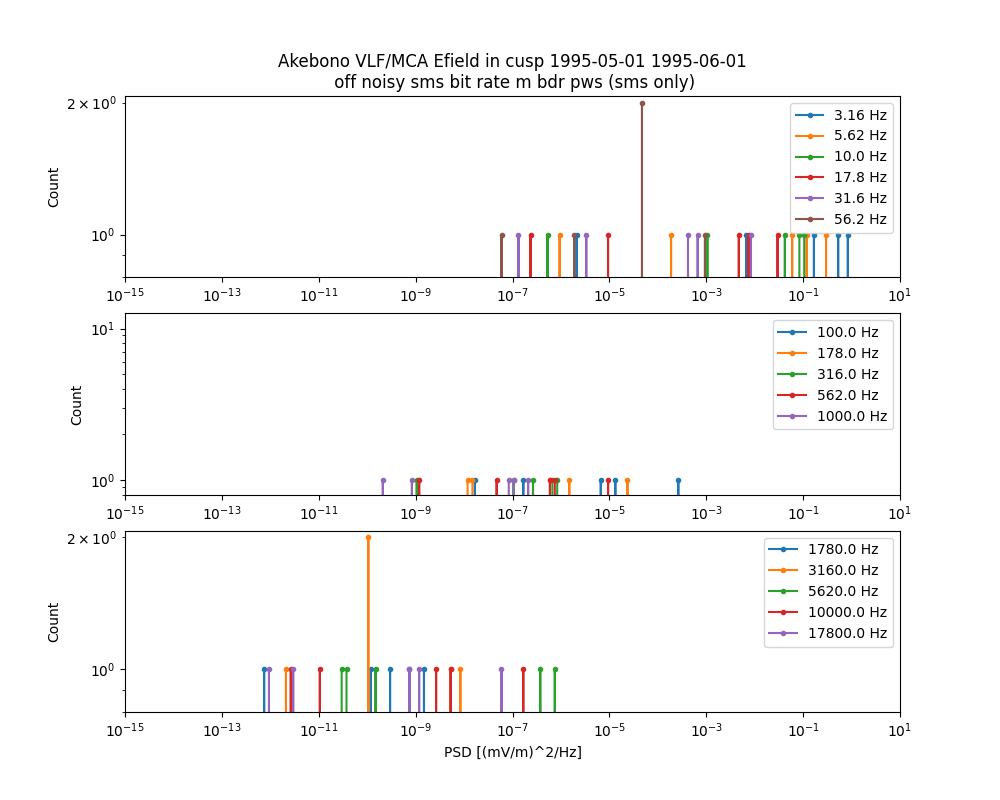 Akebono VLF/MCA Efield in cusp 1995-05-01 1995-06-01
off noisy sms bit rate m bdr pws (sms only)
2 × 10⁰
10⁰
Count
3.16 Hz
5.62 Hz
10.0 Hz
17.8 Hz
31.6 Hz
56.2 Hz
10⁻¹⁵ 10⁻¹³ 10⁻¹¹ 10⁻⁹ 10⁻⁷ 10⁻⁵ 10⁻³ 10⁻¹ 10¹
10¹
10⁰
Count
100.0 Hz
178.0 Hz
316.0 Hz
562.0 Hz
1000.0 Hz
10⁻¹⁵ 10⁻¹³ 10⁻¹¹ 10⁻⁹ 10⁻⁷ 10⁻⁵ 10⁻³ 10⁻¹ 10¹
2 × 10⁰
10⁰
Count
1780.0 Hz
3160.0 Hz
5620.0 Hz
10000.0 Hz
17800.0 Hz
10⁻¹⁵ 10⁻¹³ 10⁻¹¹ 10⁻⁹ 10⁻⁷ 10⁻⁵ 10⁻³ 10⁻¹ 10¹
PSD [(mV/m)^2/Hz]